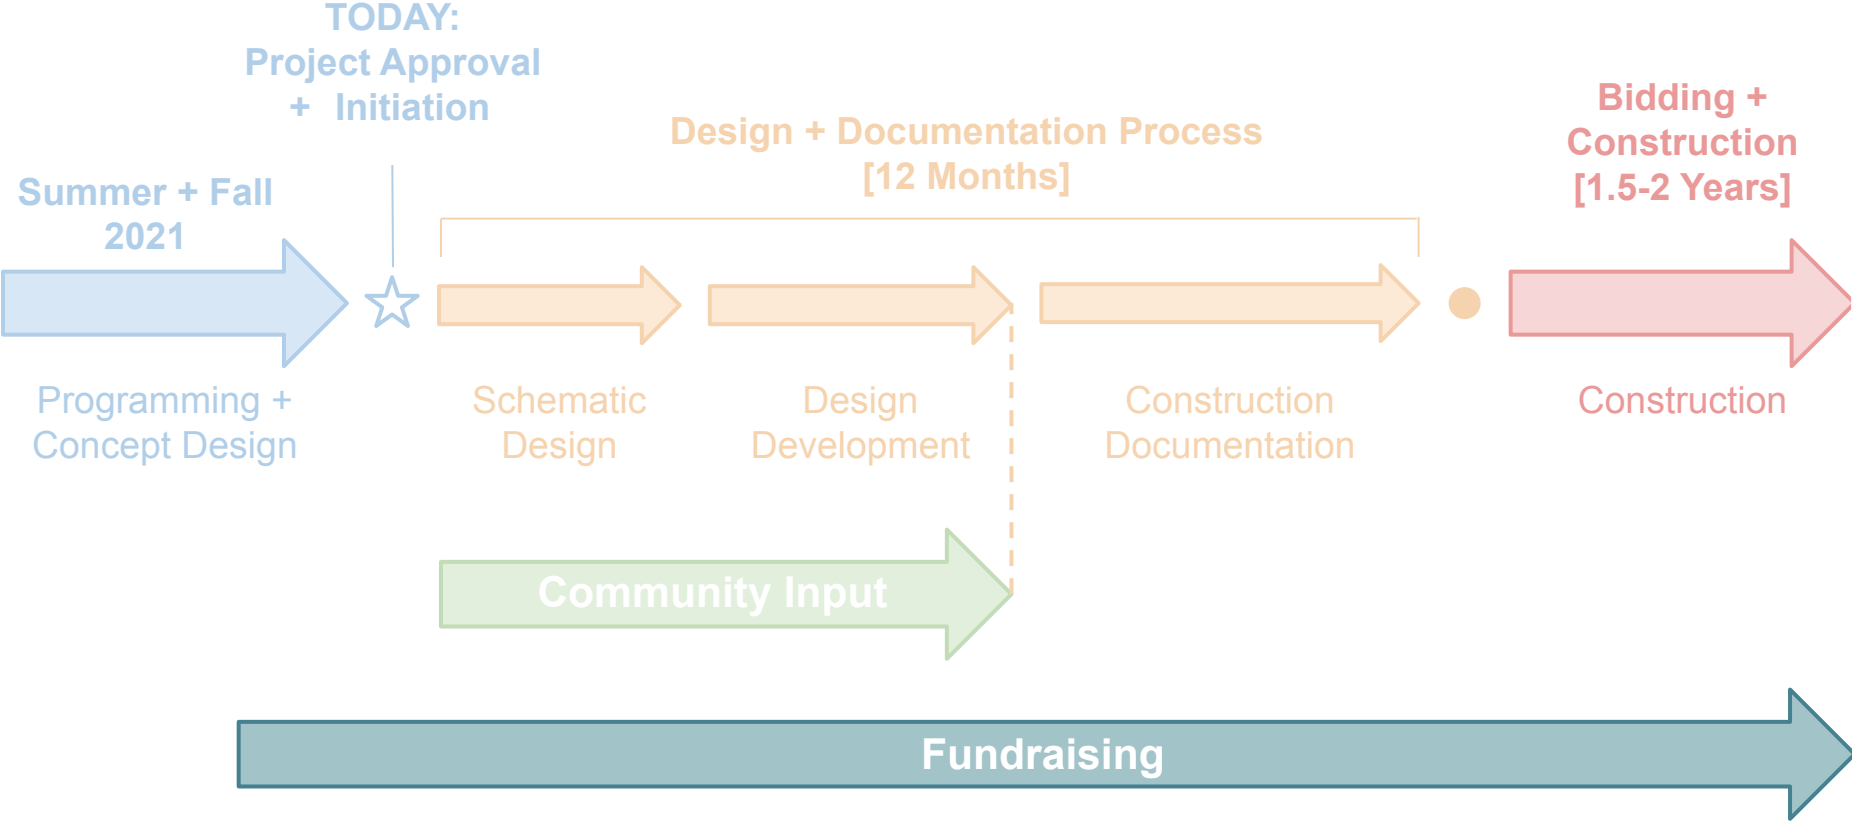 TODAY:
Project Approval
+ Initiation
Summer + Fall
2021
Design + Documentation Process
[12 Months]
Bidding +
Construction
[1.5-2 Years]
Programming +
Concept Design
Schematic
Design
Design
Development
Construction
Documentation
Construction
Community Input
Fundraising